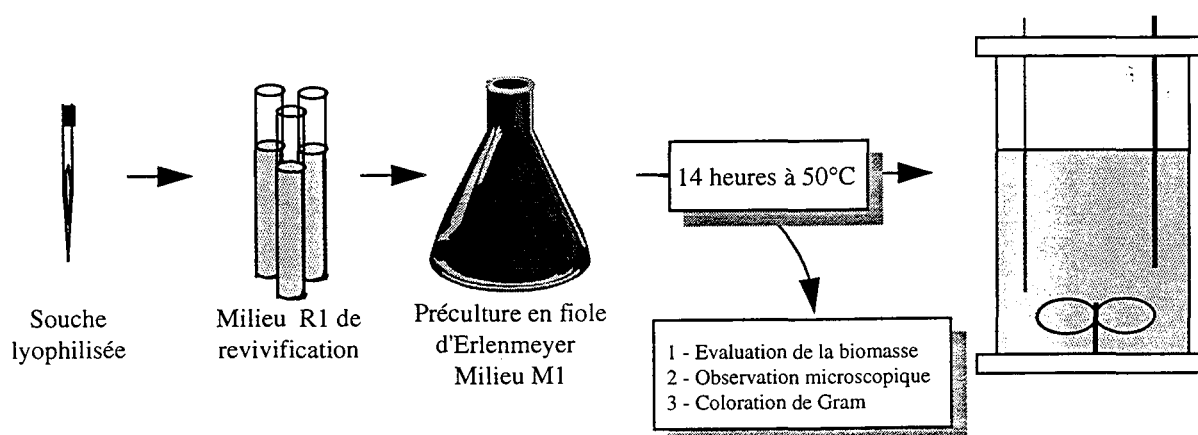 Souche
lyophilisée
Milieu R1 de
revivification
Préculture en fiole
d'Erlenmeyer
Milieu M1
14 heures à 50°C
1 - Evaluation de la biomasse
2 - Observation microscopique
3 - Coloration de Gram